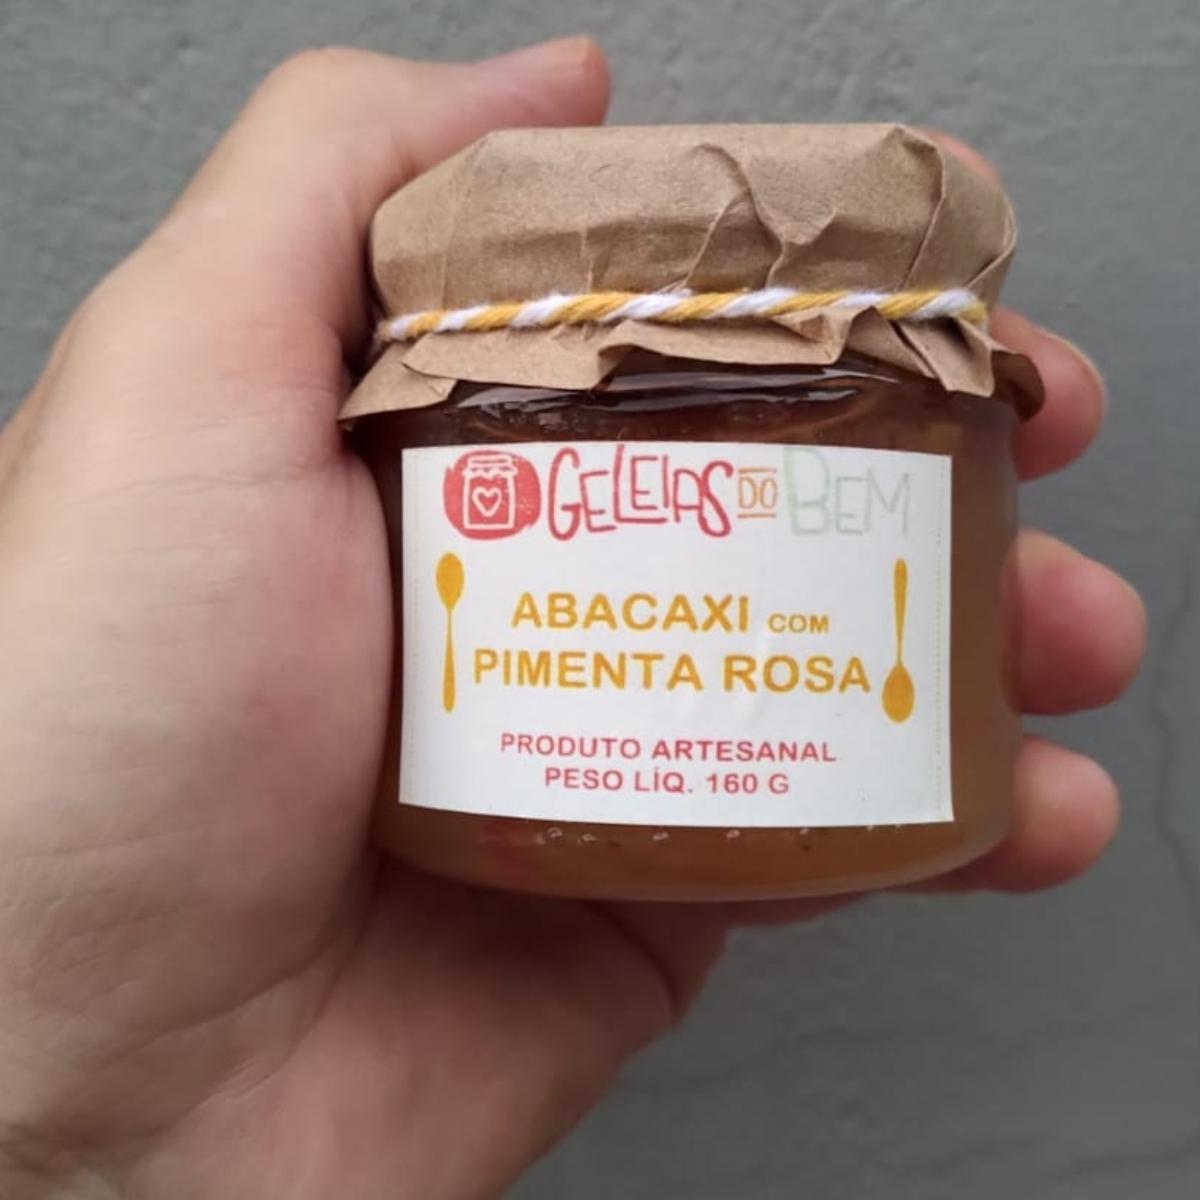 GELEIAS DO BEM
ABACAXI COM
PIMENTA ROSA
PRODUTO ARTESANAL
PESO LÍQ. 160 G